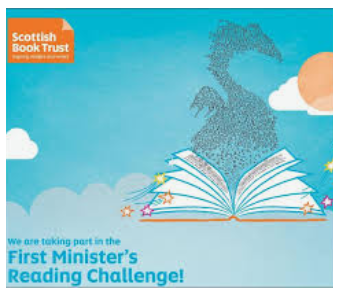 Scottish
Book Trust
We are taking part in the
First Minister's
Reading Challenge!